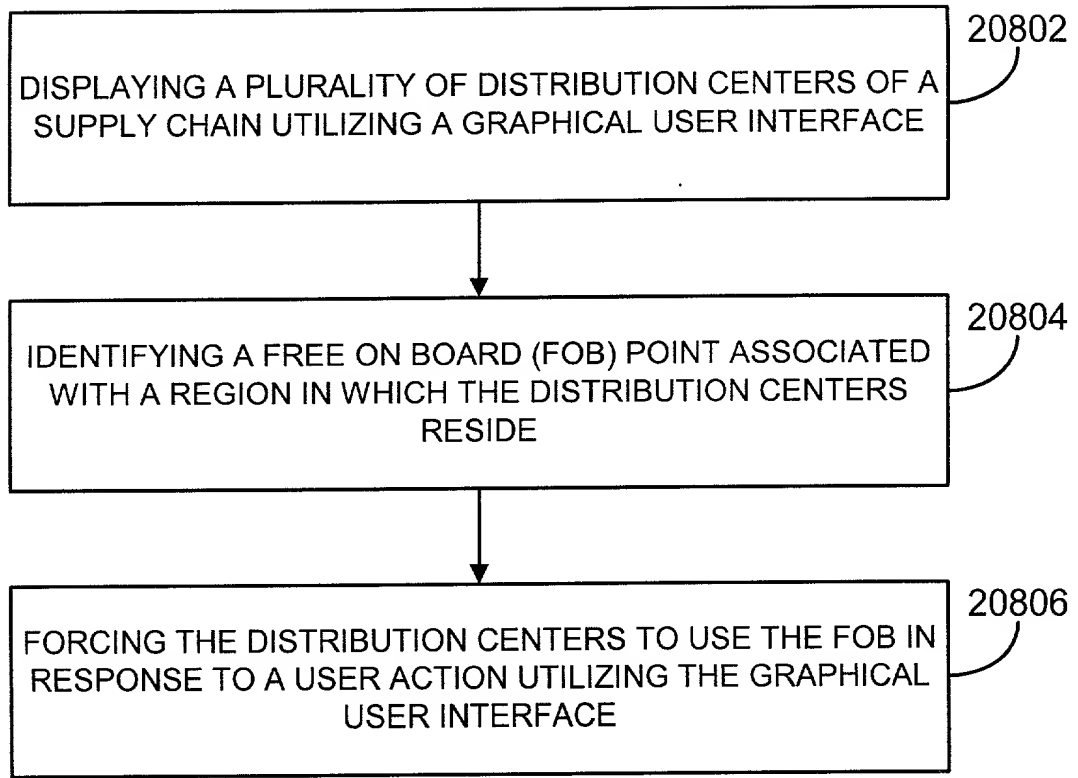 20802
DISPLAYING A PLURALITY OF DISTRIBUTION CENTERS OF A
SUPPLY CHAIN UTILIZING A GRAPHICAL USER INTERFACE
20804
IDENTIFYING A FREE ON BOARD (FOB) POINT ASSOCIATED
WITH A REGION IN WHICH THE DISTRIBUTION CENTERS
RESIDE
20806
FORCING THE DISTRIBUTION CENTERS TO USE THE FOB IN
RESPONSE TO A USER ACTION UTILIZING THE GRAPHICAL
USER INTERFACE